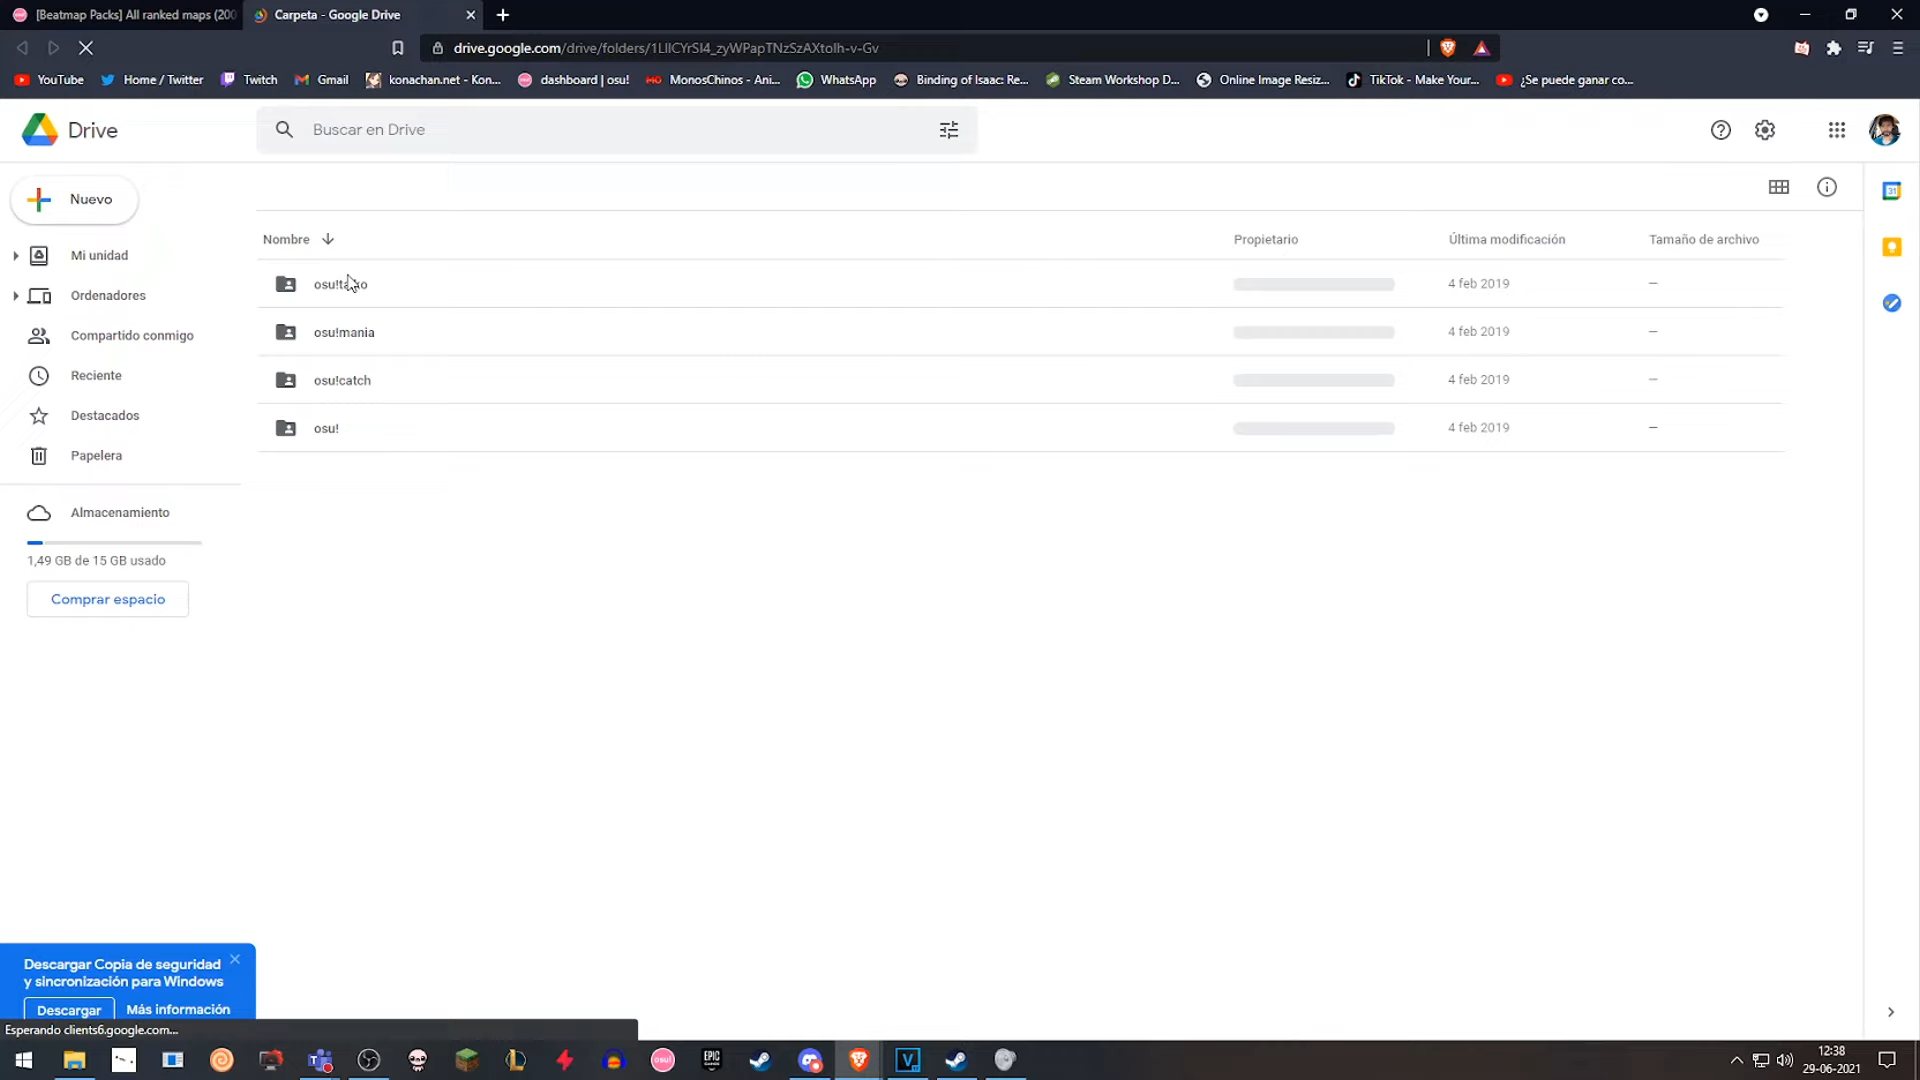 [Beatmap Packs] All ranked maps (200
Carpeta - Google Drive
drive.google.com/drive/folders/1LlICYrSI4_zyWPapTNzSzAXtolh-v-Gv
YouTube
Home / Twitter
Twitch
Gmail
konachan.net - Kon...
dashboard | osu!
MonosChinos - Ani...
WhatsApp
Binding of Isaac: Re...
Steam Workshop D...
Online Image Resiz...
TikTok - Make Your...
¿Se puede ganar co...
Drive
Buscar en Drive
Nuevo
Mi unidad
Ordenadores
Compartido conmigo
Reciente
Destacados
Papelera
Almacenamiento
1,49 GB de 15 GB usado
Comprar espacio
Nombre
Propietario
Última modificación
Tamaño de archivo
osu!taiko
4 feb 2019
—
osu!mania
4 feb 2019
—
osu!catch
4 feb 2019
—
osu!
4 feb 2019
—
Descargar Copia de seguridad
y sincronización para Windows
Descargar
Más información
Esperando clients6.google.com...
osu!
EPIC
GAMES
12:38
29-06-2021